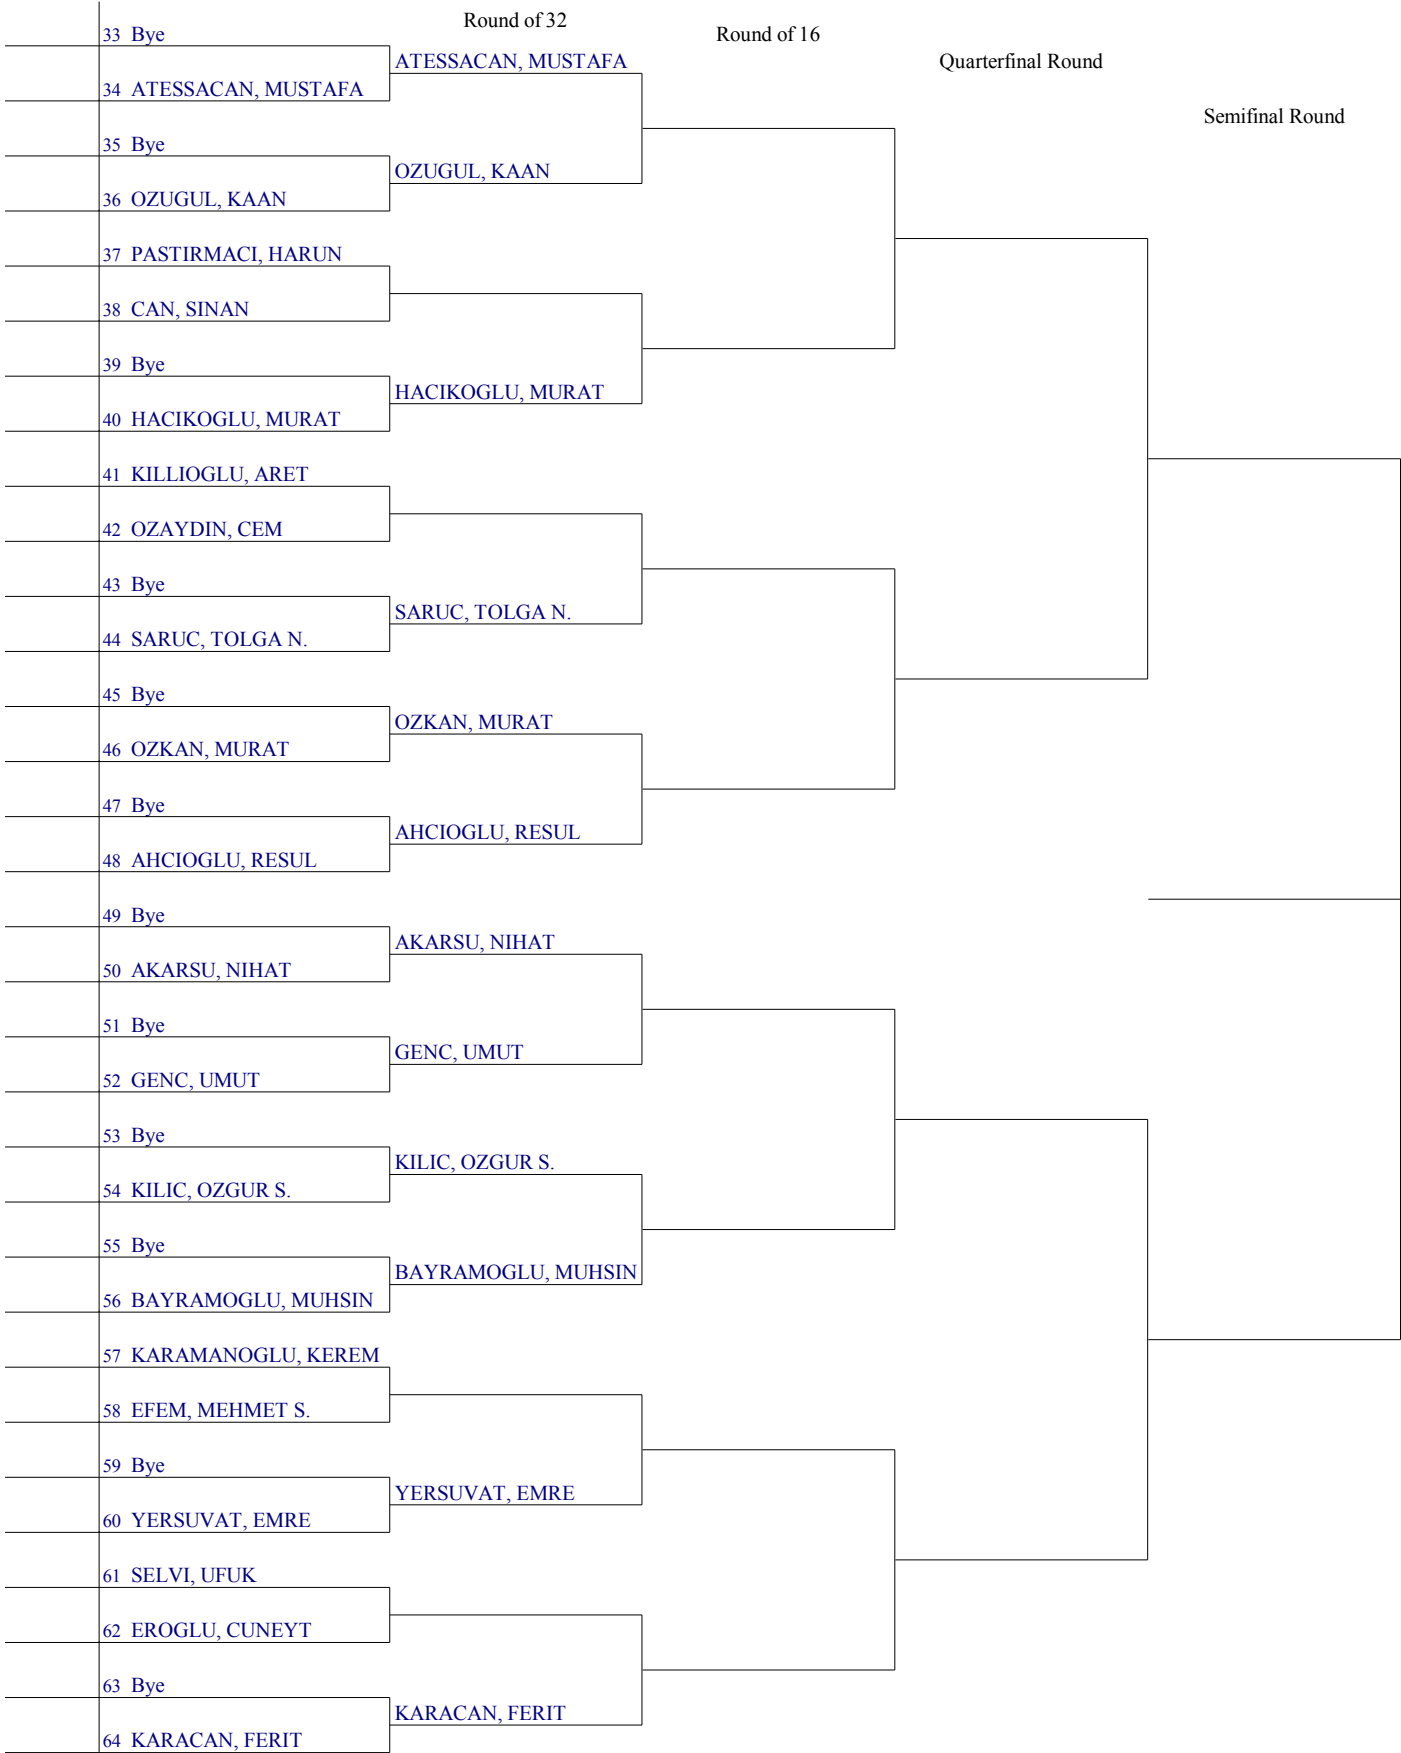 Round of 32
Round of 16
Quarterfinal Round
Semifinal Round
33 Bye
ATESSACAN, MUSTAFA
34 ATESSACAN, MUSTAFA
35 Bye
OZUGUL, KAAN
36 OZUGUL, KAAN
37 PASTIRMACI, HARUN
38 CAN, SINAN
39 Bye
HACIKOGLU, MURAT
40 HACIKOGLU, MURAT
41 KILLIOGLU, ARET
42 OZAYDIN, CEM
43 Bye
SARUC, TOLGA N.
44 SARUC, TOLGA N.
45 Bye
OZKAN, MURAT
46 OZKAN, MURAT
47 Bye
AHCIOGLU, RESUL
48 AHCIOGLU, RESUL
49 Bye
AKARSU, NIHAT
50 AKARSU, NIHAT
51 Bye
GENC, UMUT
52 GENC, UMUT
53 Bye
KILIC, OZGUR S.
54 KILIC, OZGUR S.
55 Bye
BAYRAMOGLU, MUHSIN
56 BAYRAMOGLU, MUHSIN
57 KARAMANOGLU, KEREM
58 EFEM, MEHMET S.
59 Bye
YERSUVAT, EMRE
60 YERSUVAT, EMRE
61 SELVI, UFUK
62 EROGLU, CUNEYT
63 Bye
KARACAN, FERIT
64 KARACAN, FERIT